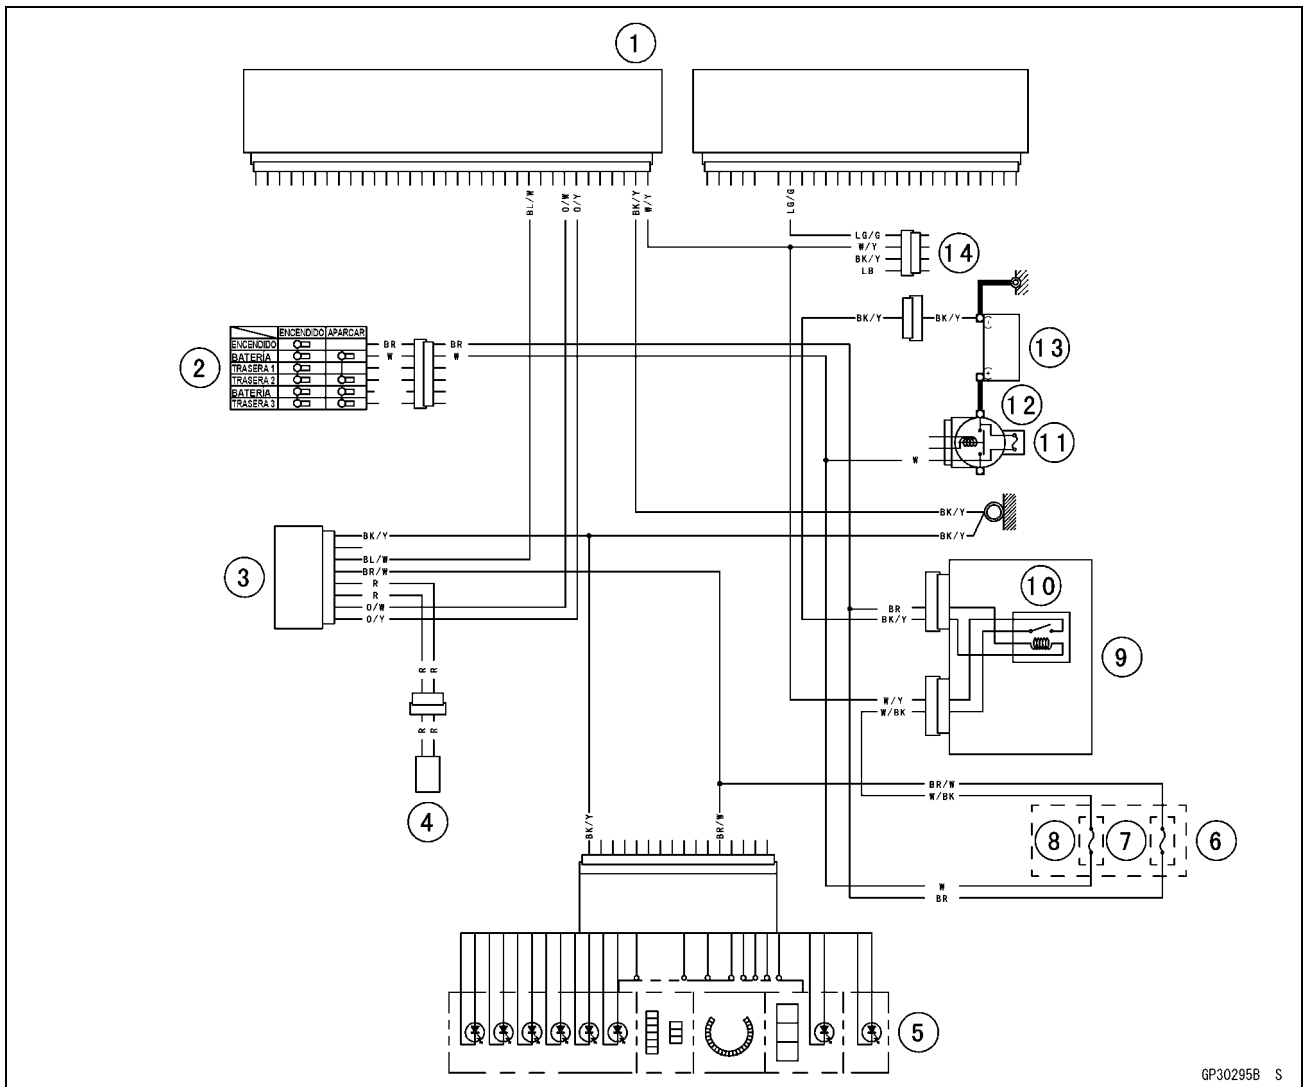 1
BL/W
O/W
O/Y
BK/Y
W/Y
LG/G
LG/G
W/Y
BK/Y
LB
14
BK/Y
BK/Y
(-)
13
(+)
12
11
W
2
ENCENDIDO APARCAR
ENCENDIDO
BATERÍA
TRASERA 1
TRASERA 2
BATERÍA
TRASERA 3
BR
W
BR
W
BK/Y
BK/Y
3
BK/Y
BL/W
BR/W
R
R
O/W
O/Y
R
R
R
R
4
10
BR
BK/Y
9
W/Y
W/BK
BR/W
W/BK
8
7
6
BK/Y
BR/W
W
BR
5
GP30295B S